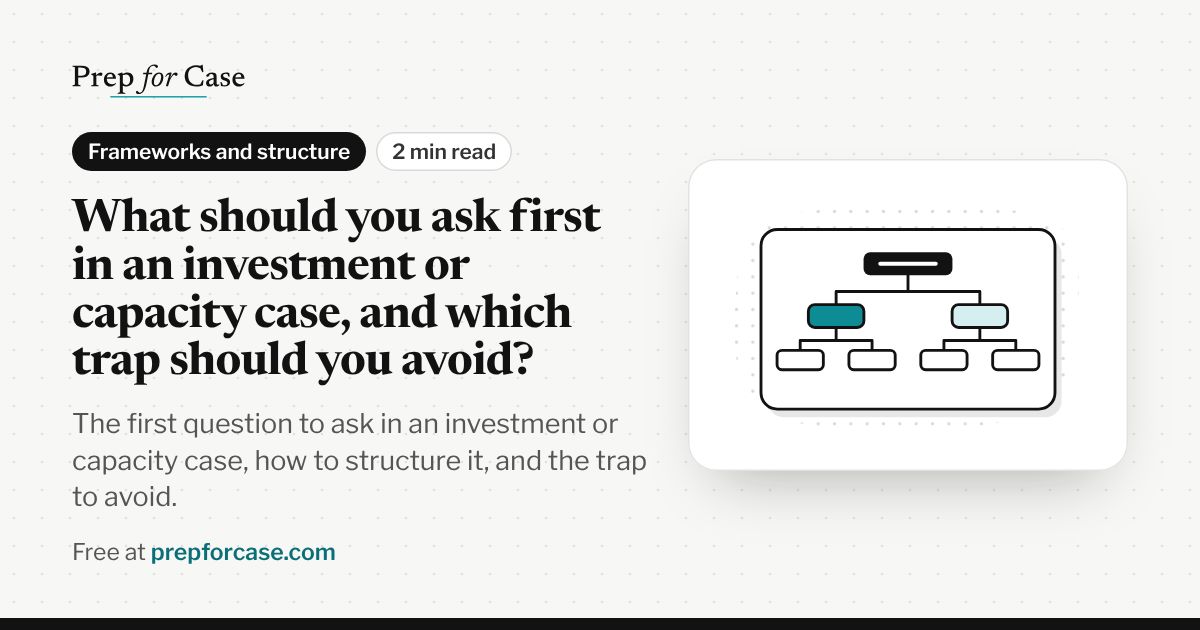 Prep for Case
Frameworks and structure
2 min read
What should you ask first
in an investment or
capacity case, and which
trap should you avoid?
The first question to ask in an investment or
capacity case, how to structure it, and the trap
to avoid.
Free at prepforcase.com